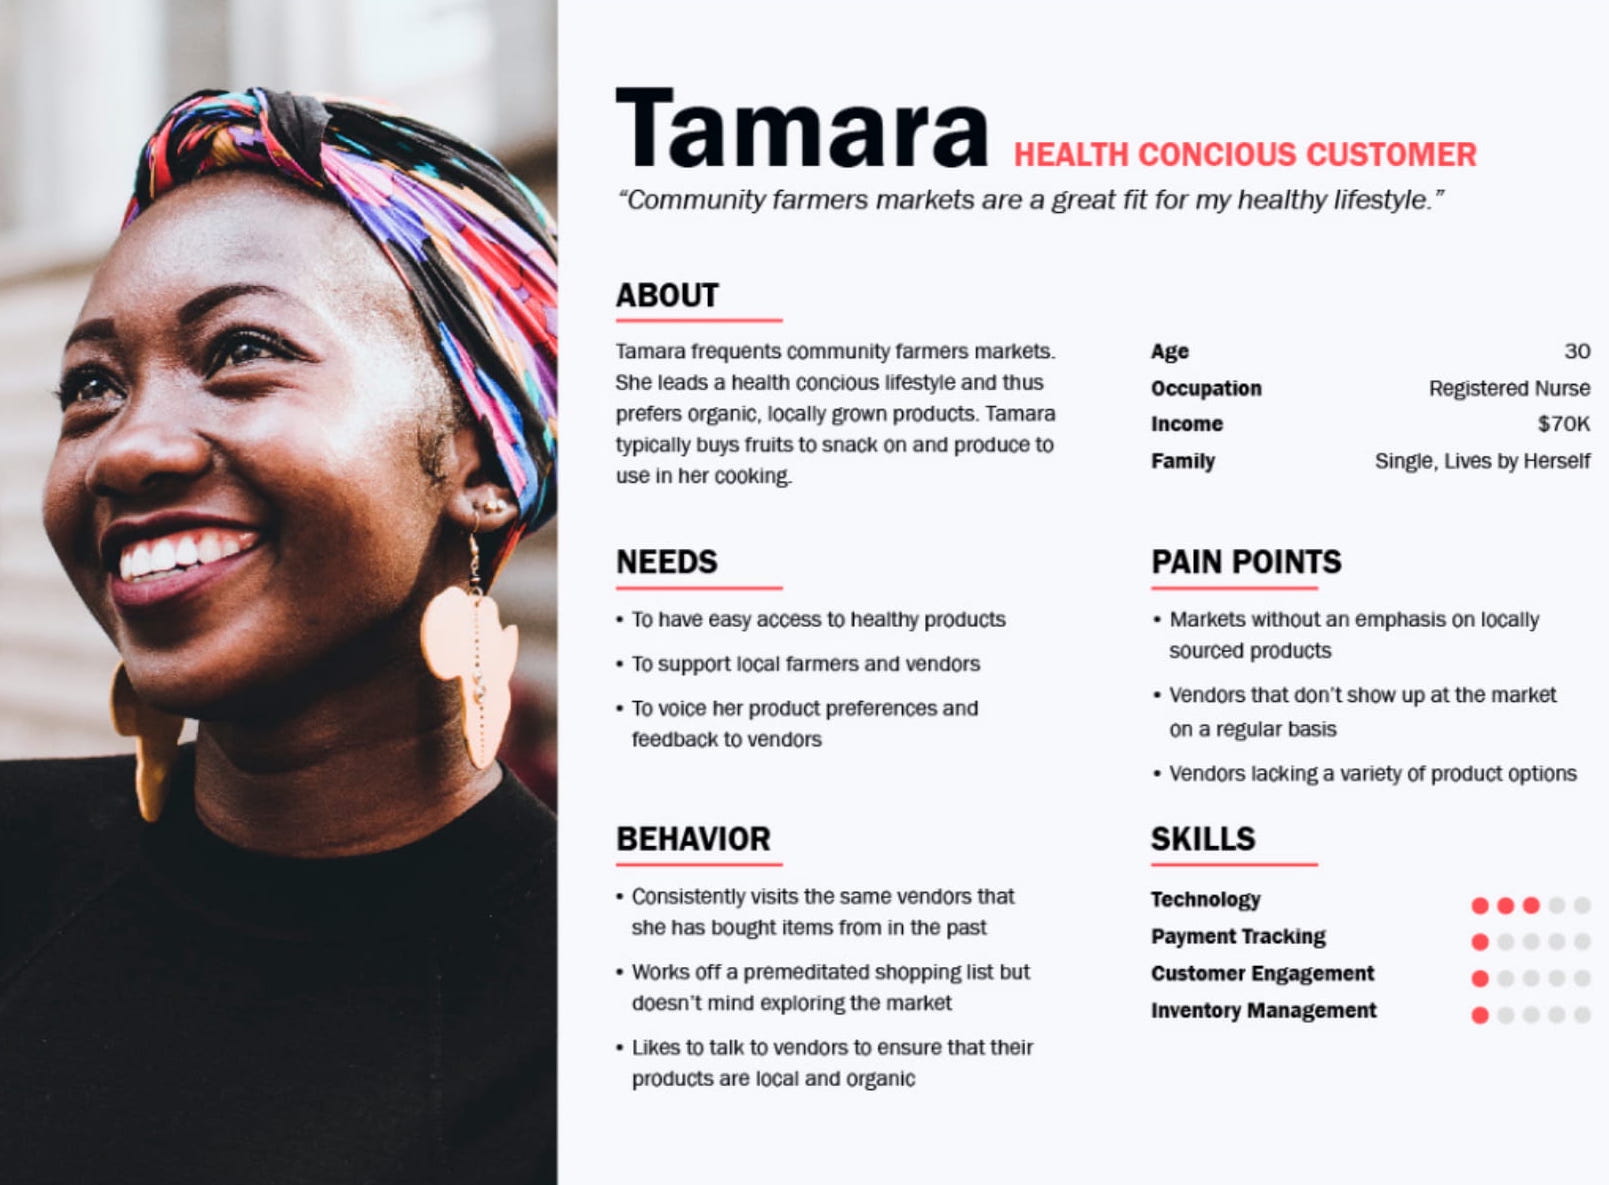 Tamara HEALTH CONCIOUS CUSTOMER
“Community farmers markets are a great fit for my healthy lifestyle.”
ABOUT
Tamara frequents community farmers markets.
She leads a health concious lifestyle and thus
prefers organic, locally grown products. Tamara
typically buys fruits to snack on and produce to
use in her cooking.
Age 30
Occupation Registered Nurse
Income $70K
Family Single, Lives by Herself
NEEDS
• To have easy access to healthy products
• To support local farmers and vendors
• To voice her product preferences and
feedback to vendors
PAIN POINTS
• Markets without an emphasis on locally
sourced products
• Vendors that don’t show up at the market
on a regular basis
• Vendors lacking a variety of product options
BEHAVIOR
• Consistently visits the same vendors that
she has bought items from in the past
• Works off a premeditated shopping list but
doesn’t mind exploring the market
• Likes to talk to vendors to ensure that their
products are local and organic
SKILLS
Technology
Payment Tracking
Customer Engagement
Inventory Management